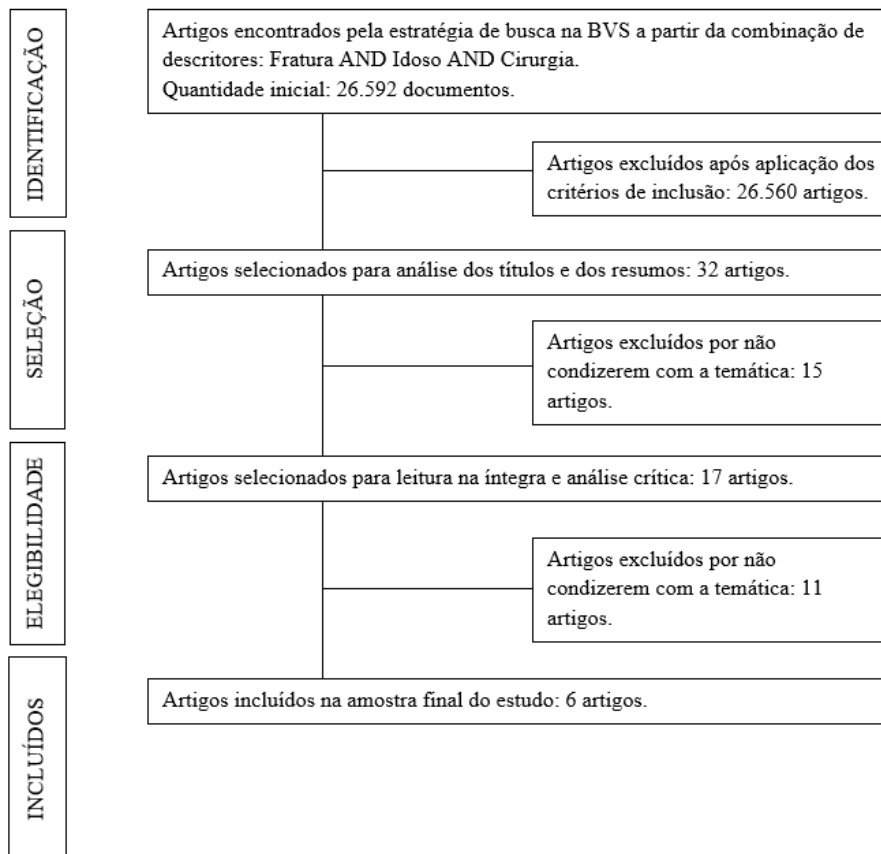 IDENTIFICAÇÃO
Artigos encontrados pela estratégia de busca na BVS a partir da combinação de
descritores: Fratura AND Idoso AND Cirurgia.
Quantidade inicial: 26.592 documentos.
Artigos excluídos após aplicação dos
critérios de inclusão: 26.560 artigos.
SELEÇÃO
Artigos selecionados para análise dos títulos e dos resumos: 32 artigos.
Artigos excluídos por não
condizerem com a temática: 15
artigos.
ELEGIBILIDADE
Artigos selecionados para leitura na íntegra e análise crítica: 17 artigos.
Artigos excluídos por não
condizerem com a temática: 11
artigos.
INCLUÍDOS
Artigos incluídos na amostra final do estudo: 6 artigos.